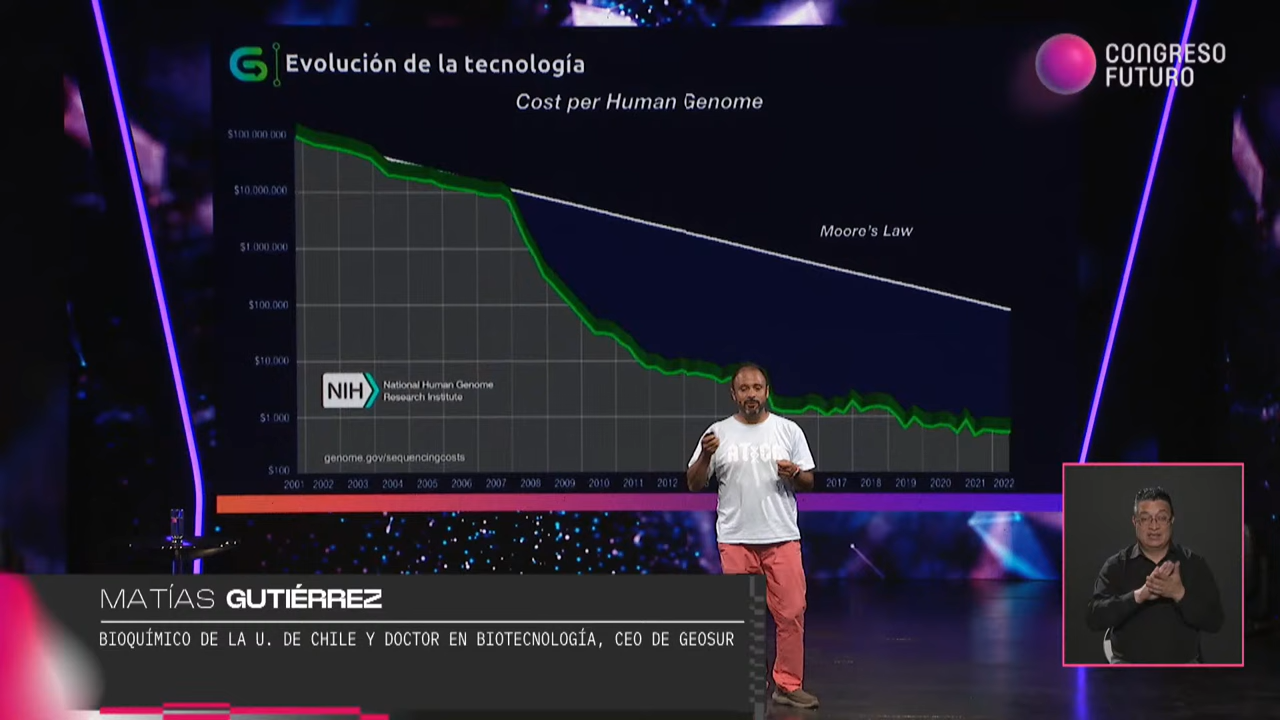 Evolución de la tecnología
CONGRESO
FUTURO
Cost per Human Genome
$100.000.000
$10.000.000
$1.000.000
$100.000
$10.000
$1.000
$100
Moore's Law
NIH
National Human Genome
Research Institute
genome.gov/sequencingcosts
2001 2002 2003 2004 2005 2006 2007 2008 2009 2010 2011 2012 2017 2018 2019 2020 2021 2022
MATÍAS GUTIÉRREZ
BIOQUÍMICO DE LA U. DE CHILE Y DOCTOR EN BIOTECNOLOGÍA, CEO DE GEOSUR